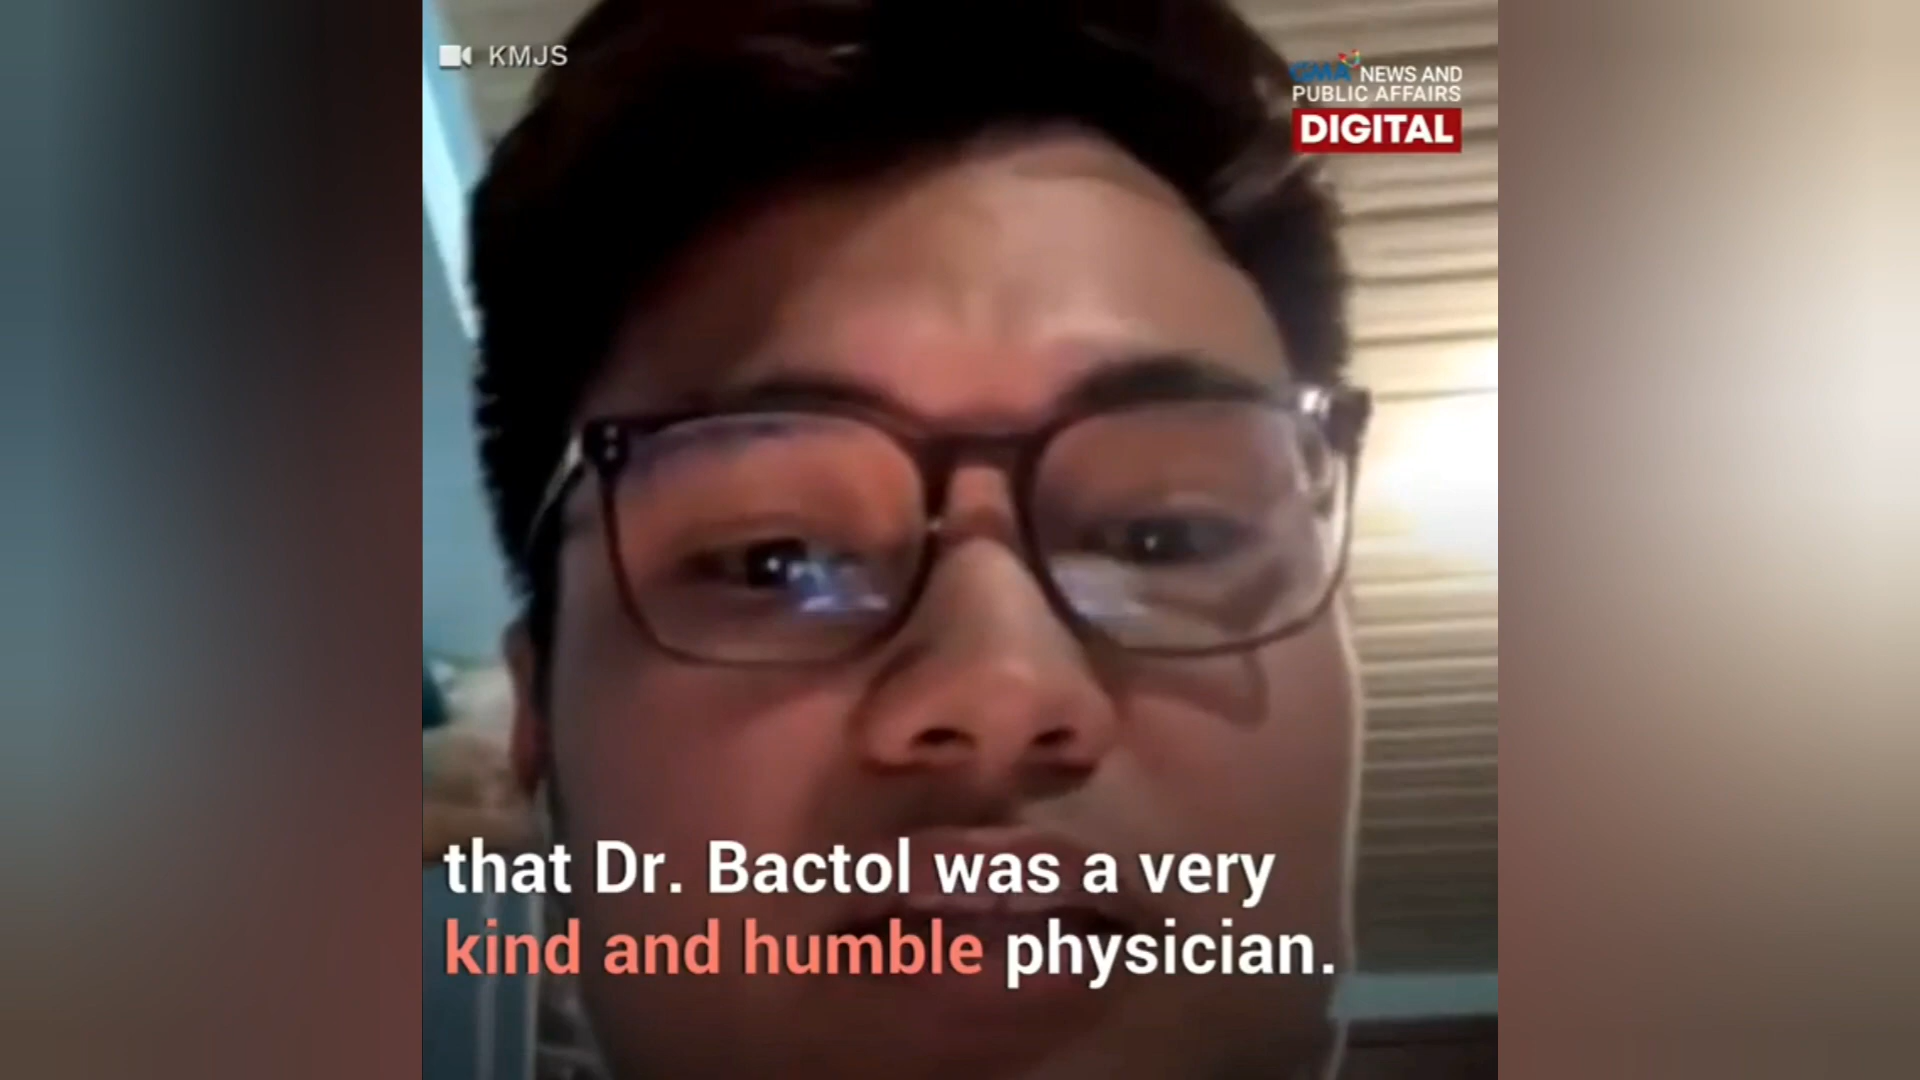 KMJS
GMA NEWS AND
PUBLIC AFFAIRS
DIGITAL
that Dr. Bactol was a very
kind and humble physician.